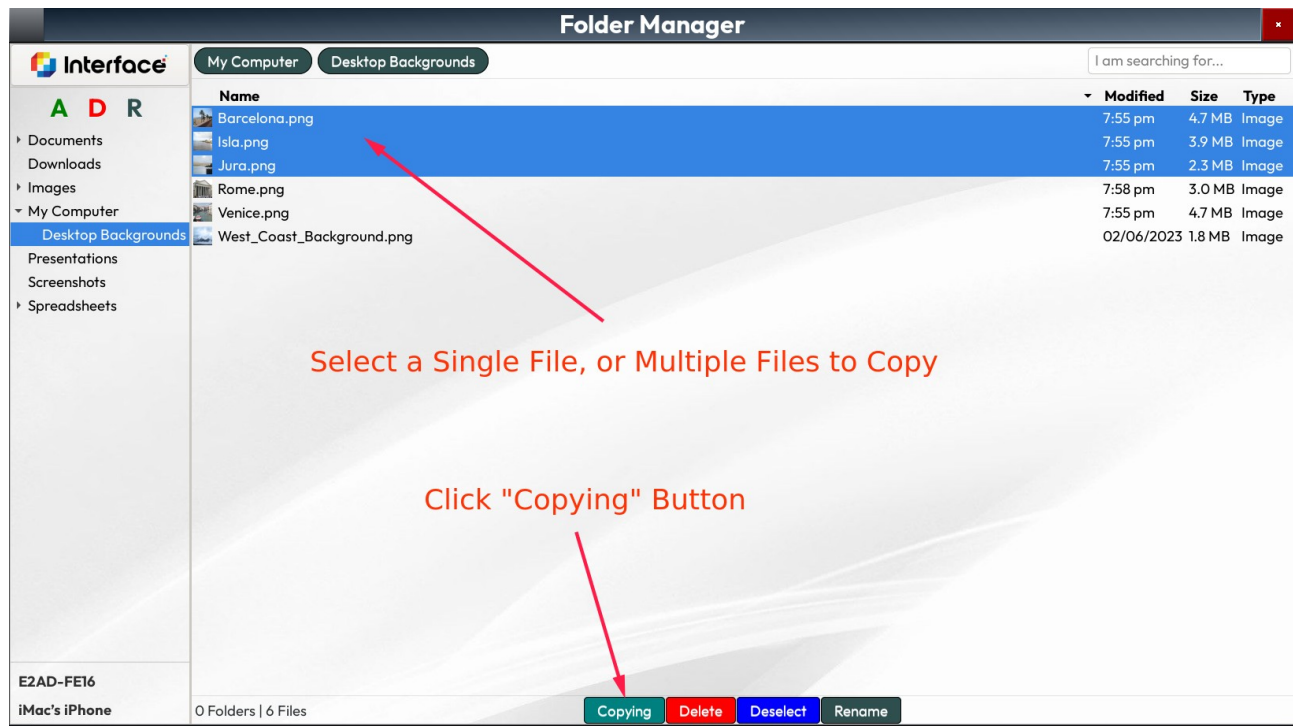 Folder Manager
×
Interface
My Computer
Desktop Backgrounds
I am searching for...
A D R
Documents
Downloads
Images
My Computer
Desktop Backgrounds
Presentations
Screenshots
Spreadsheets
Name Modified Size Type
Barcelona.png 7:55 pm 4.7 MB Image
Isla.png 7:55 pm 3.9 MB Image
Jura.png 7:55 pm 2.3 MB Image
Rome.png 7:58 pm 3.0 MB Image
Venice.png 7:55 pm 4.7 MB Image
West_Coast_Background.png 02/06/2023 1.8 MB Image
Select a Single File, or Multiple Files to Copy
Click "Copying" Button
E2AD-FE16
iMac's iPhone
0 Folders | 6 Files
Copying Delete Deselect Rename